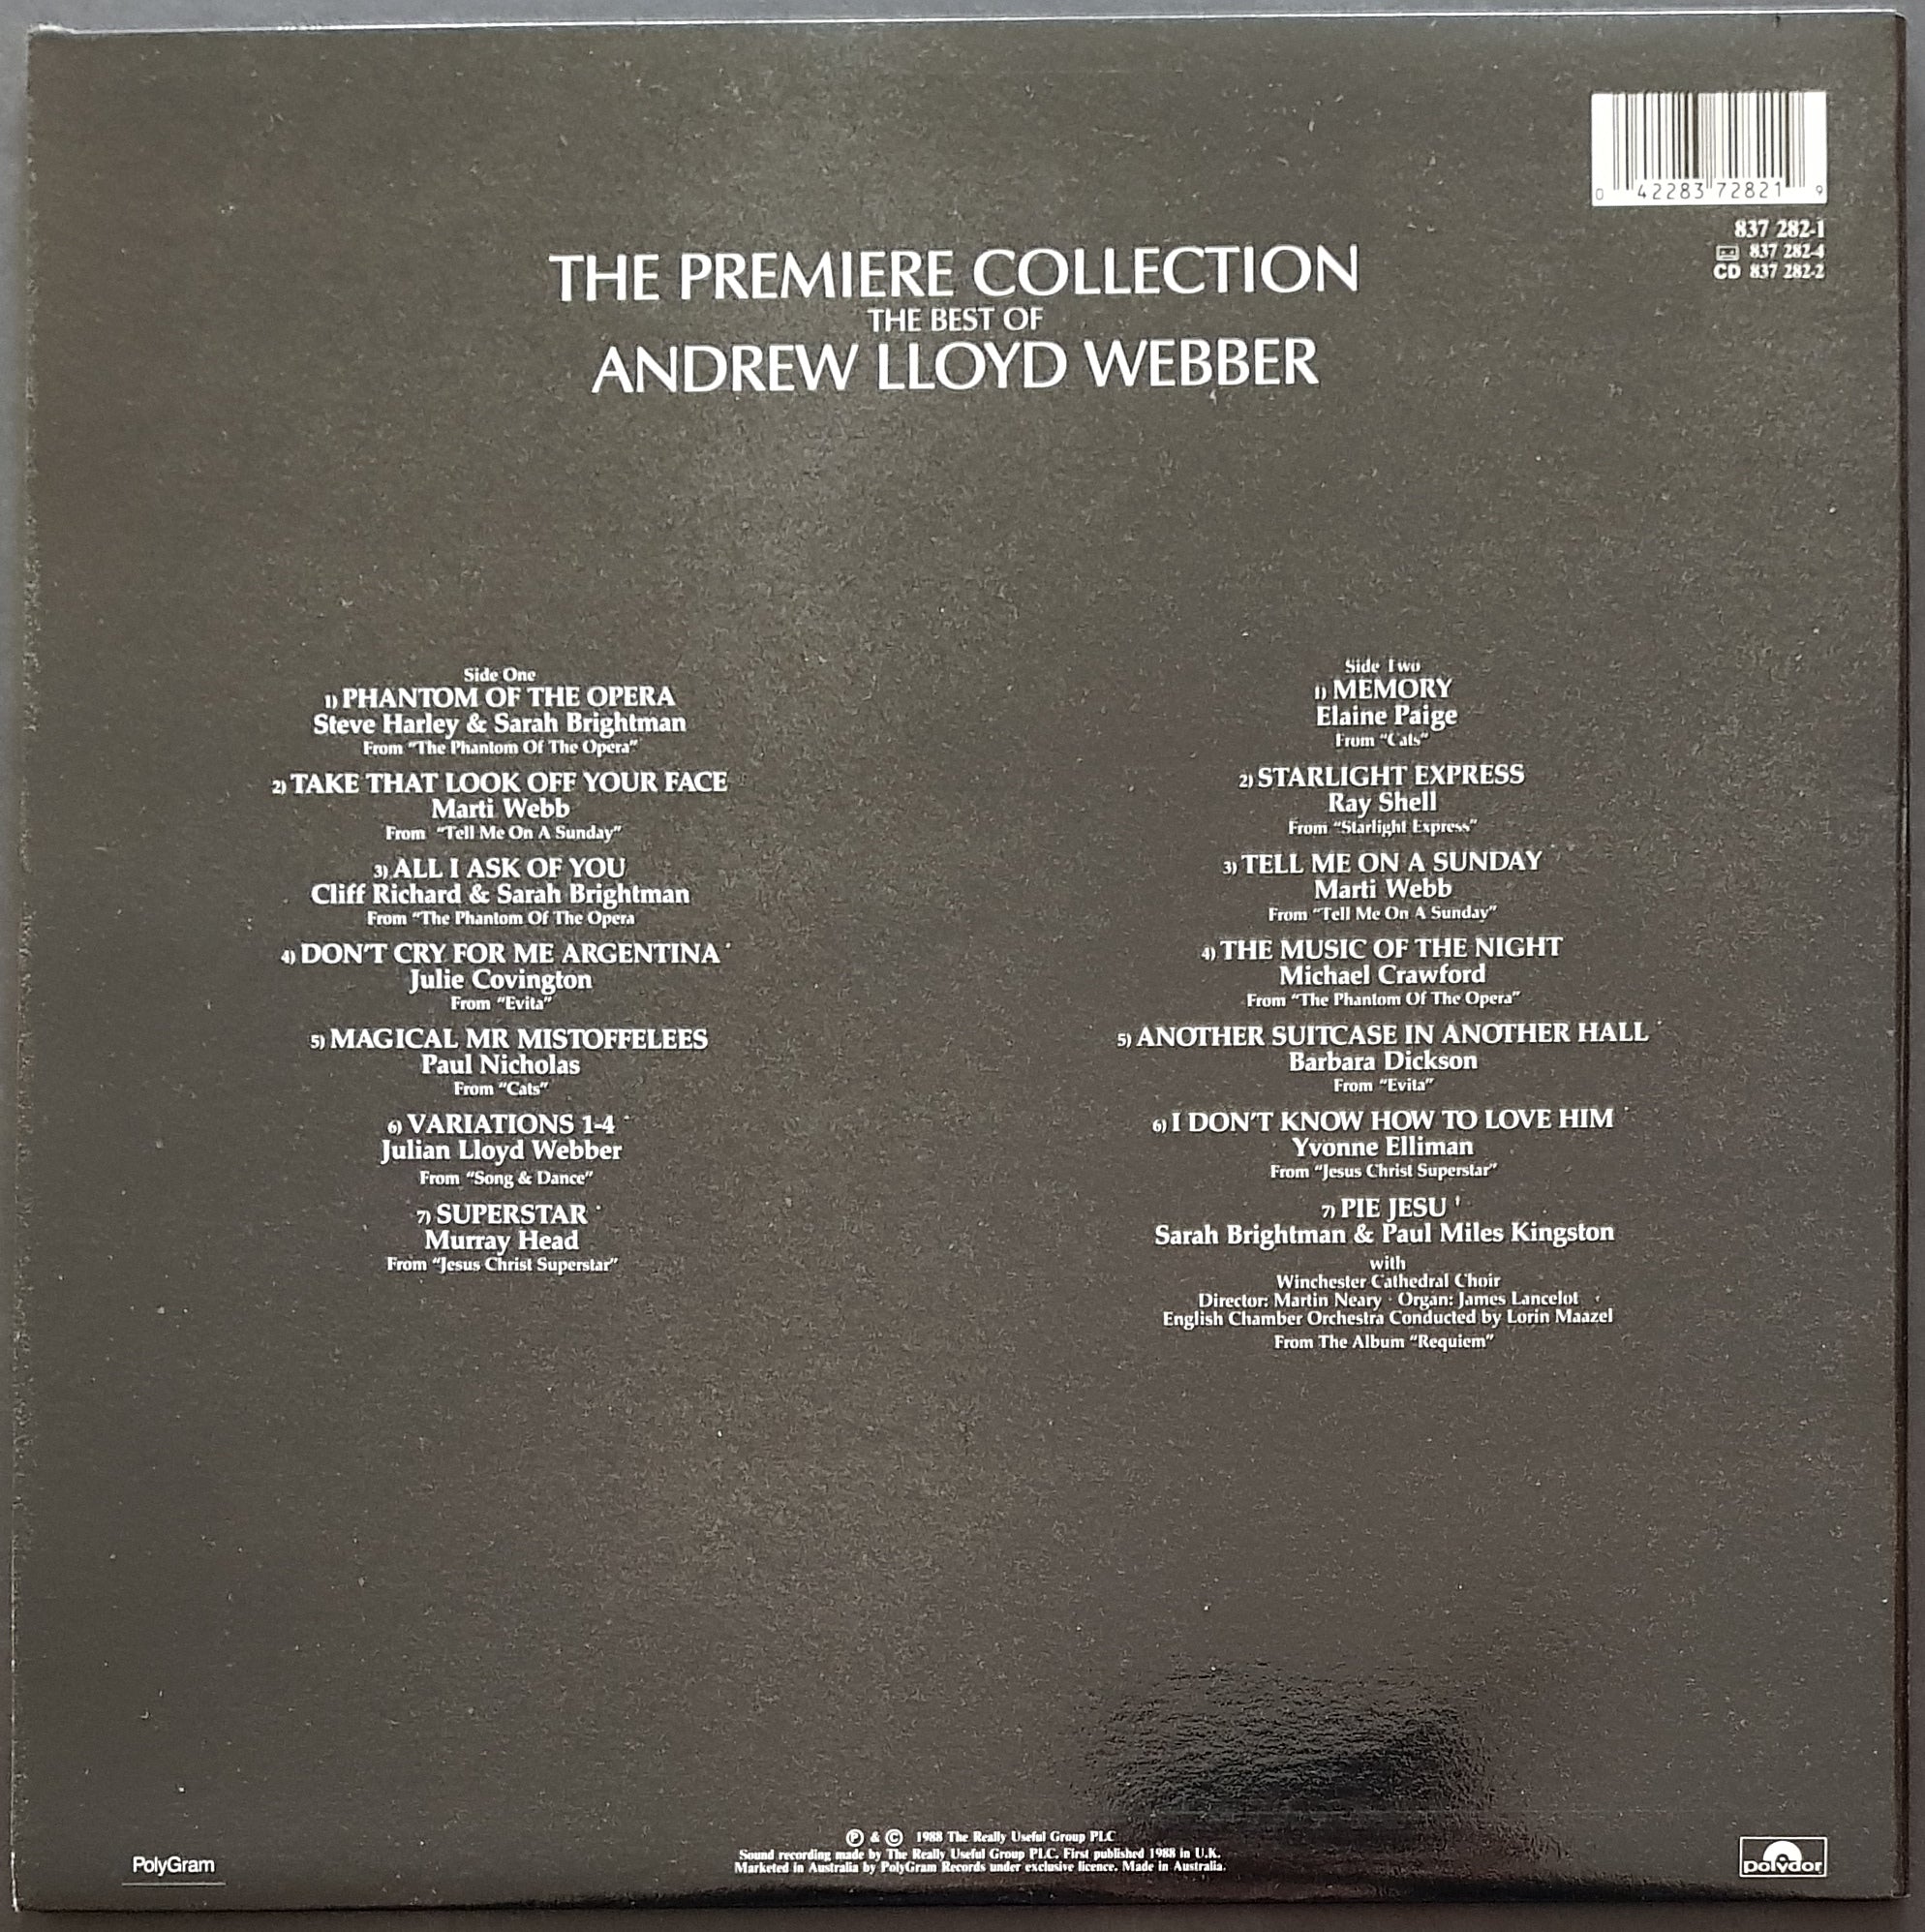 0 42283 72821 9
837 282-1
837 282-4
CD 837 282-2
THE PREMIERE COLLECTION
THE BEST OF
ANDREW LLOYD WEBBER
Side One
1) PHANTOM OF THE OPERA
Steve Harley & Sarah Brightman
From "The Phantom Of The Opera"
2) TAKE THAT LOOK OFF YOUR FACE
Marti Webb
From "Tell Me On A Sunday"
3) ALL I ASK OF YOU
Cliff Richard & Sarah Brightman
From "The Phantom Of The Opera
4) DON'T CRY FOR ME ARGENTINA
Julie Covington
From "Evita"
5) MAGICAL MR MISTOFFELEES
Paul Nicholas
From "Cats"
6) VARIATIONS 1-4
Julian Lloyd Webber
From "Song & Dance"
7) SUPERSTAR
Murray Head
From "Jesus Christ Superstar"
Side Two
1) MEMORY
Elaine Paige
From "Cats"
2) STARLIGHT EXPRESS
Ray Shell
From "Starlight Express"
3) TELL ME ON A SUNDAY
Marti Webb
From "Tell Me On A Sunday"
4) THE MUSIC OF THE NIGHT
Michael Crawford
From "The Phantom Of The Opera"
5) ANOTHER SUITCASE IN ANOTHER HALL
Barbara Dickson
From "Evita"
6) I DON'T KNOW HOW TO LOVE HIM
Yvonne Elliman
From "Jesus Christ Superstar"
7) PIE JESU
Sarah Brightman & Paul Miles Kingston
with
Winchester Cathedral Choir
Director: Martin Neary · Organ: James Lancelot
English Chamber Orchestra Conducted by Lorin Maazel
From The Album "Requiem"
℗ & © 1988 The Really Useful Group PLC
Sound recording made by The Really Useful Group PLC. First published 1988 in U.K.
Marketed in Australia by PolyGram Records under exclusive licence. Made in Australia.
PolyGram
polydor